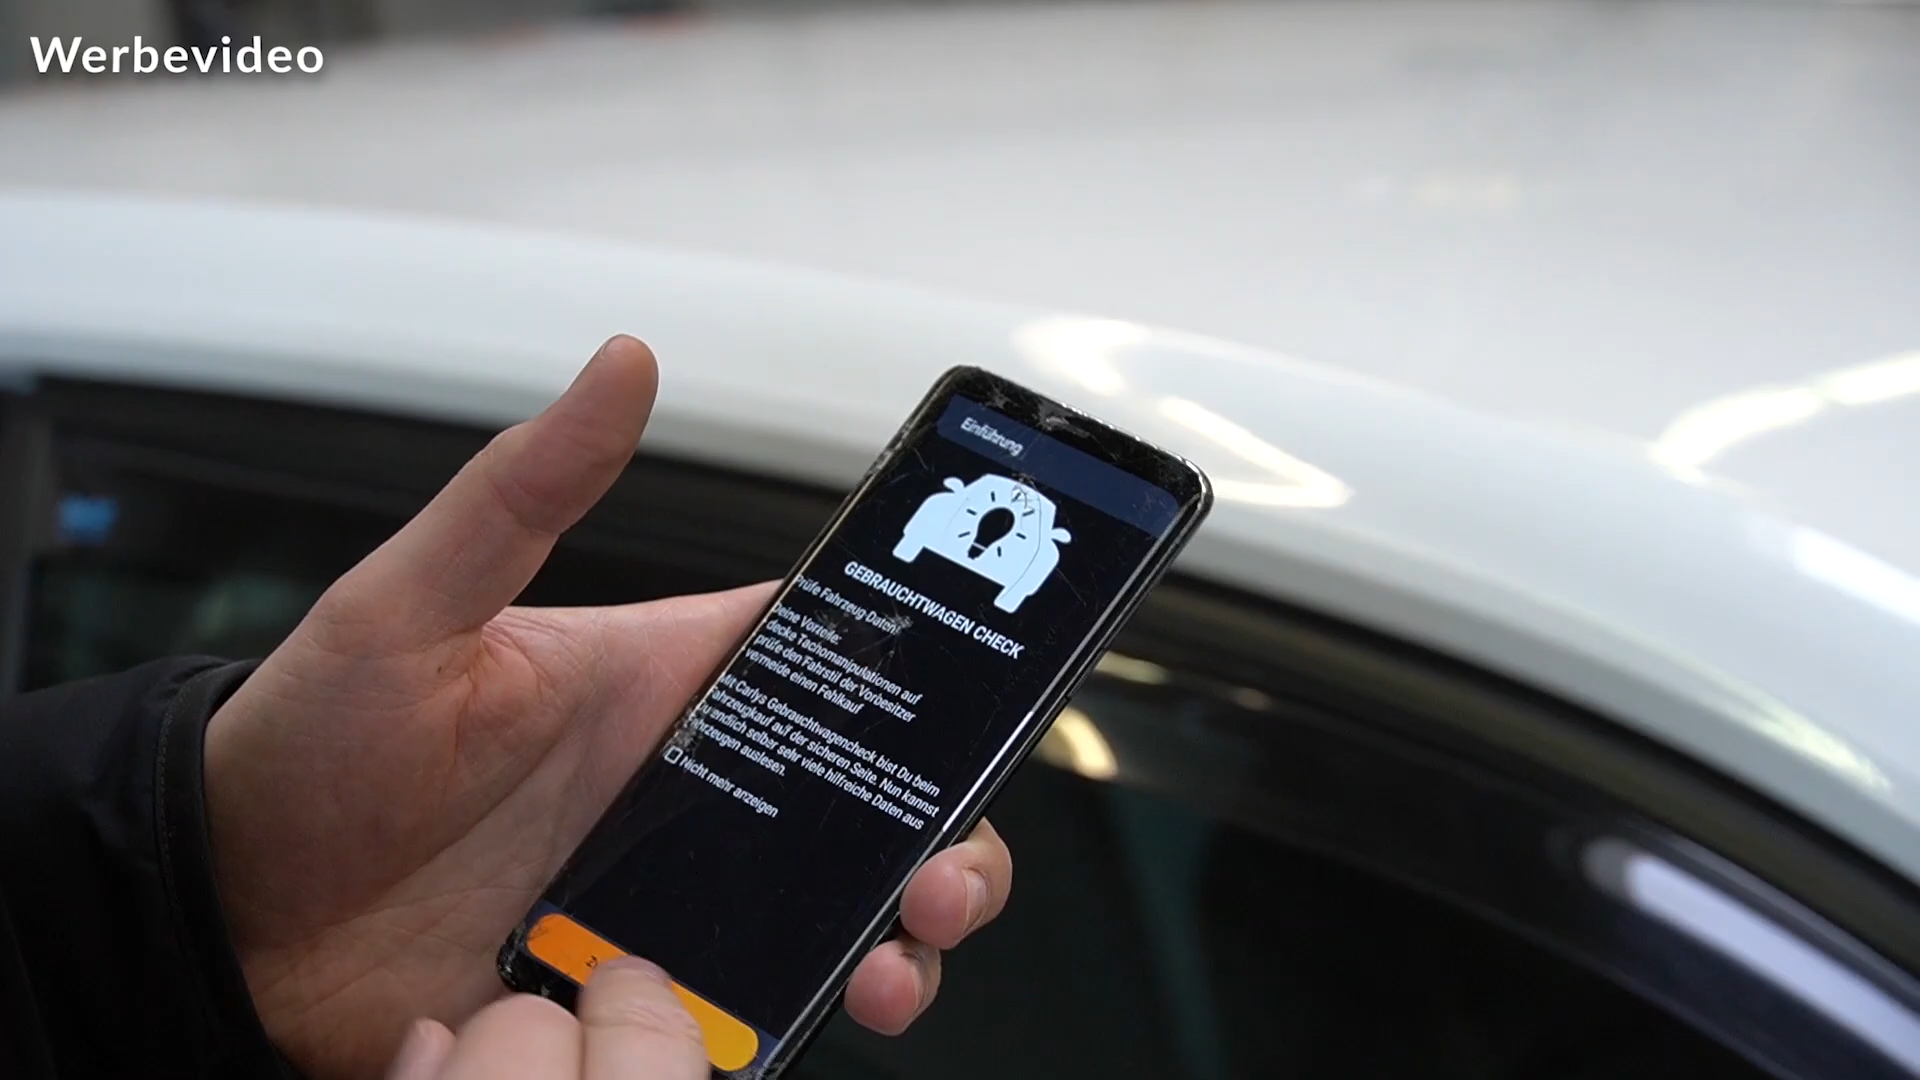 Werbevideo
Einführung
GEBRAUCHTWAGEN CHECK
Prüfe Fahrzeug-Daten
Deine Vorteile:
decke Tachomanipulationen auf
prüfe den Fahrstil der Vorbesitzer
vermeide einen Fehlkauf
Mit Carlys Gebrauchtwagencheck bist Du beim
Fahrzeugkauf auf der sicheren Seite. Nun kannst
Du endlich selber sehr viele hilfreiche Daten aus
Fahrzeugen auslesen.
Nicht mehr anzeigen